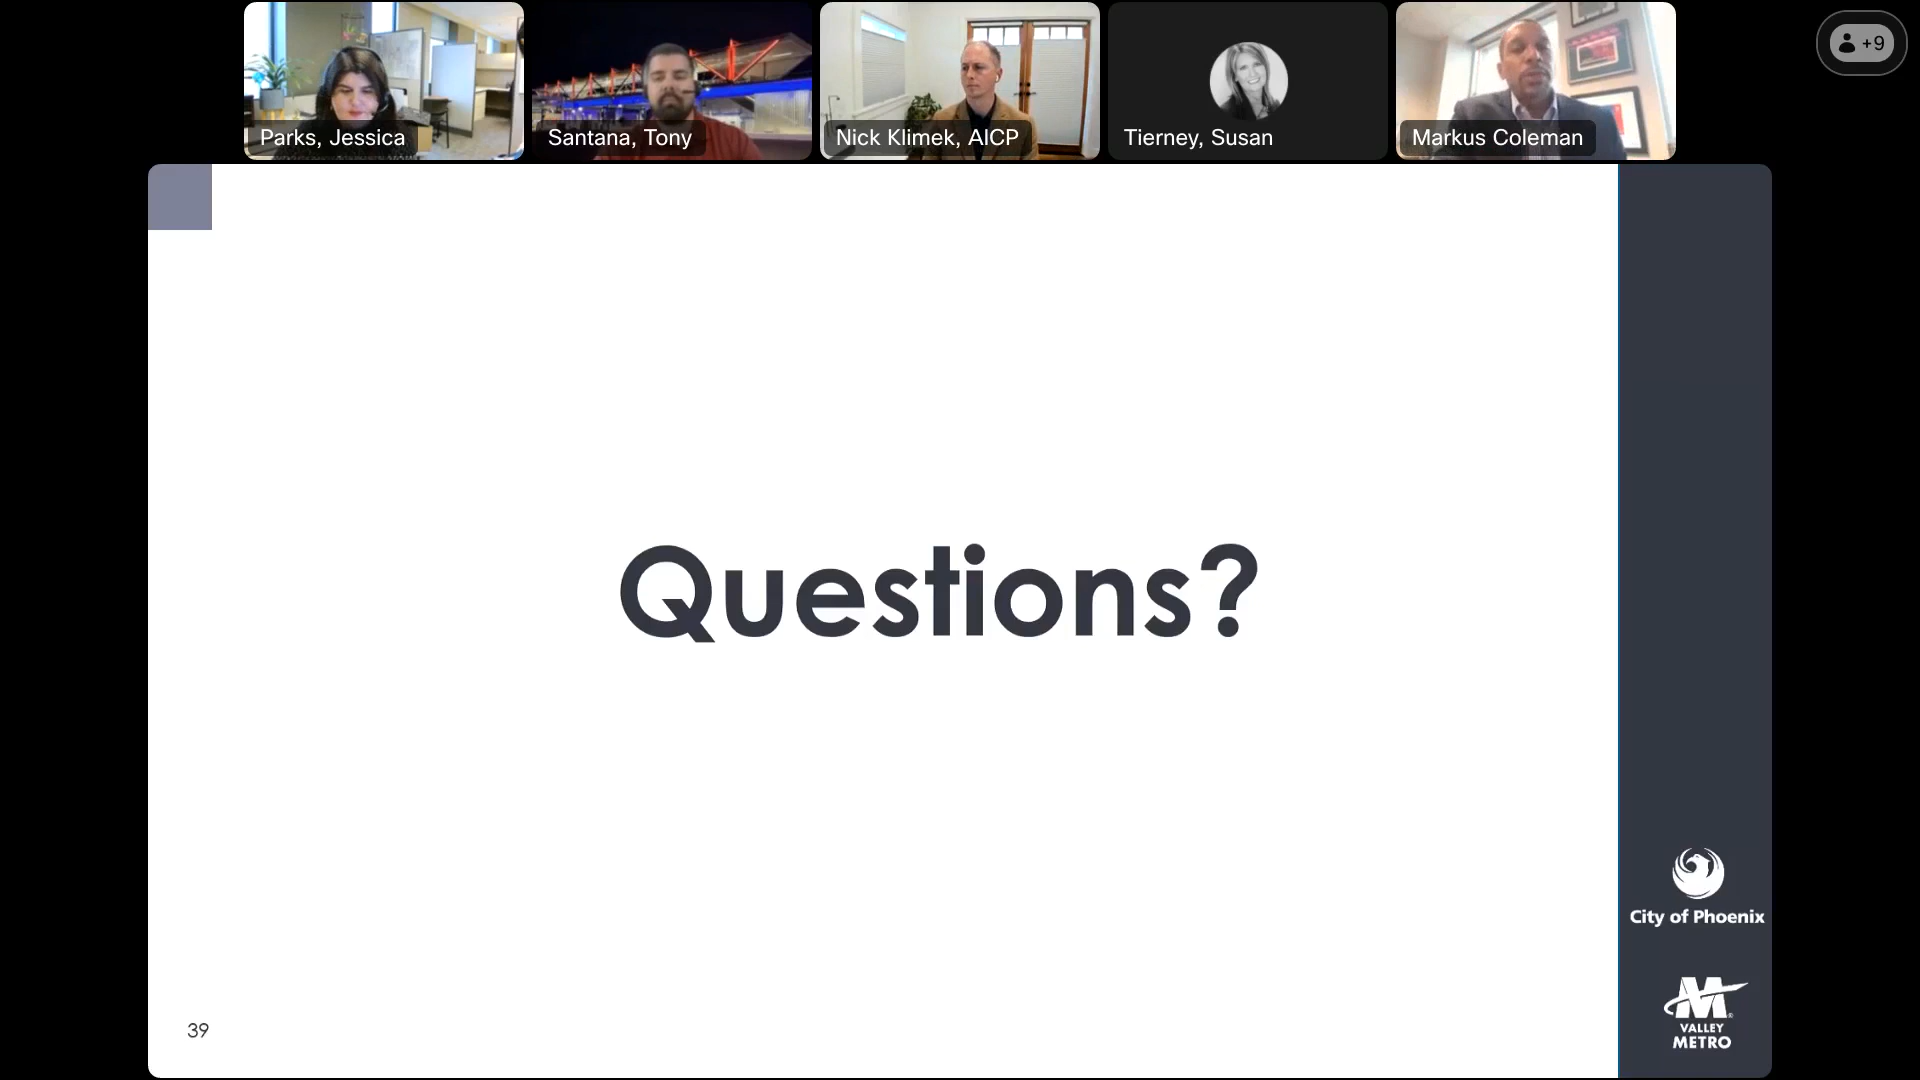 Parks, Jessica
Santana, Tony
Nick Klimek, AICP
Tierney, Susan
Markus Coleman
+9
Questions?
City of Phoenix
VALLEY
METRO
39